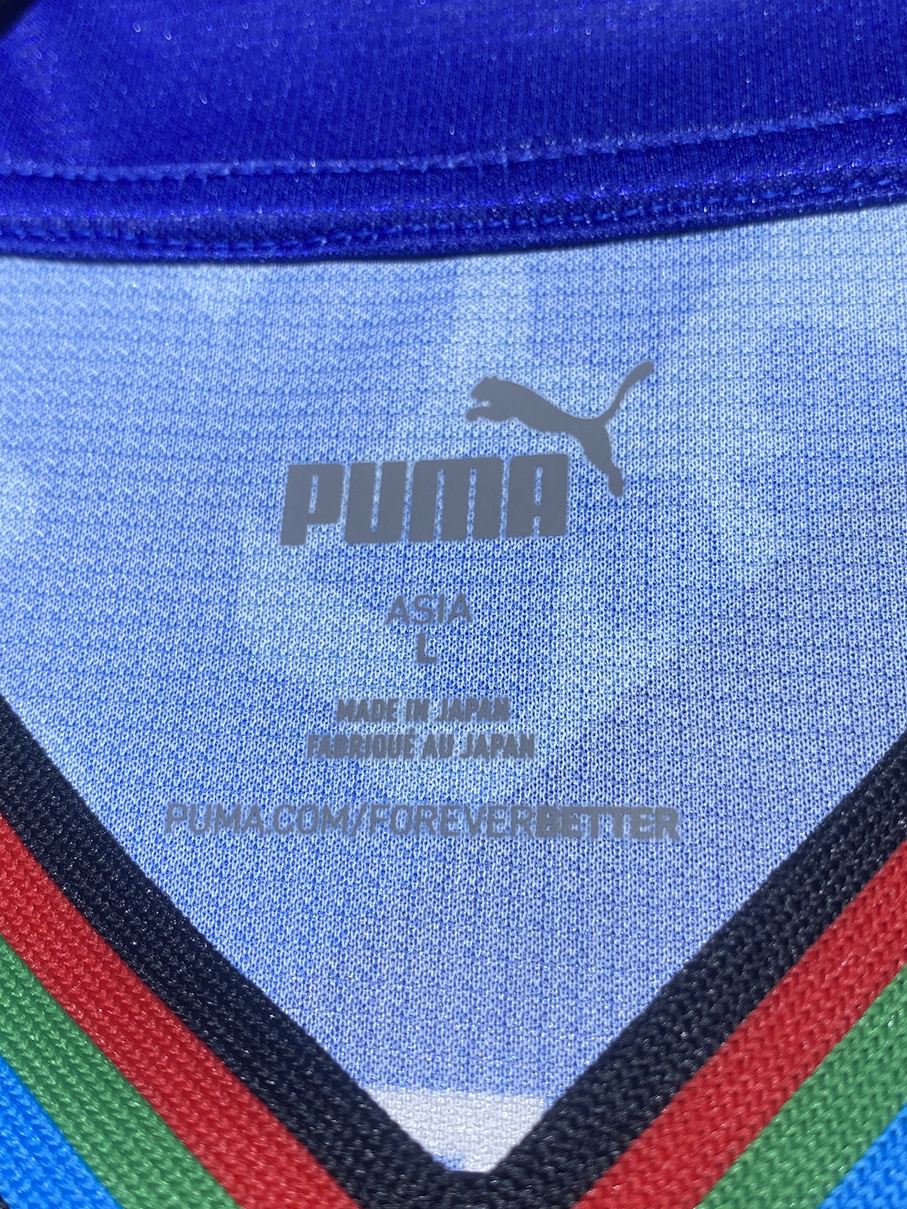 PUMA
ASIA
L
MADE IN JAPAN
FABRIQUÉ AU JAPAN
PUMA.COM/FOREVERBETTER